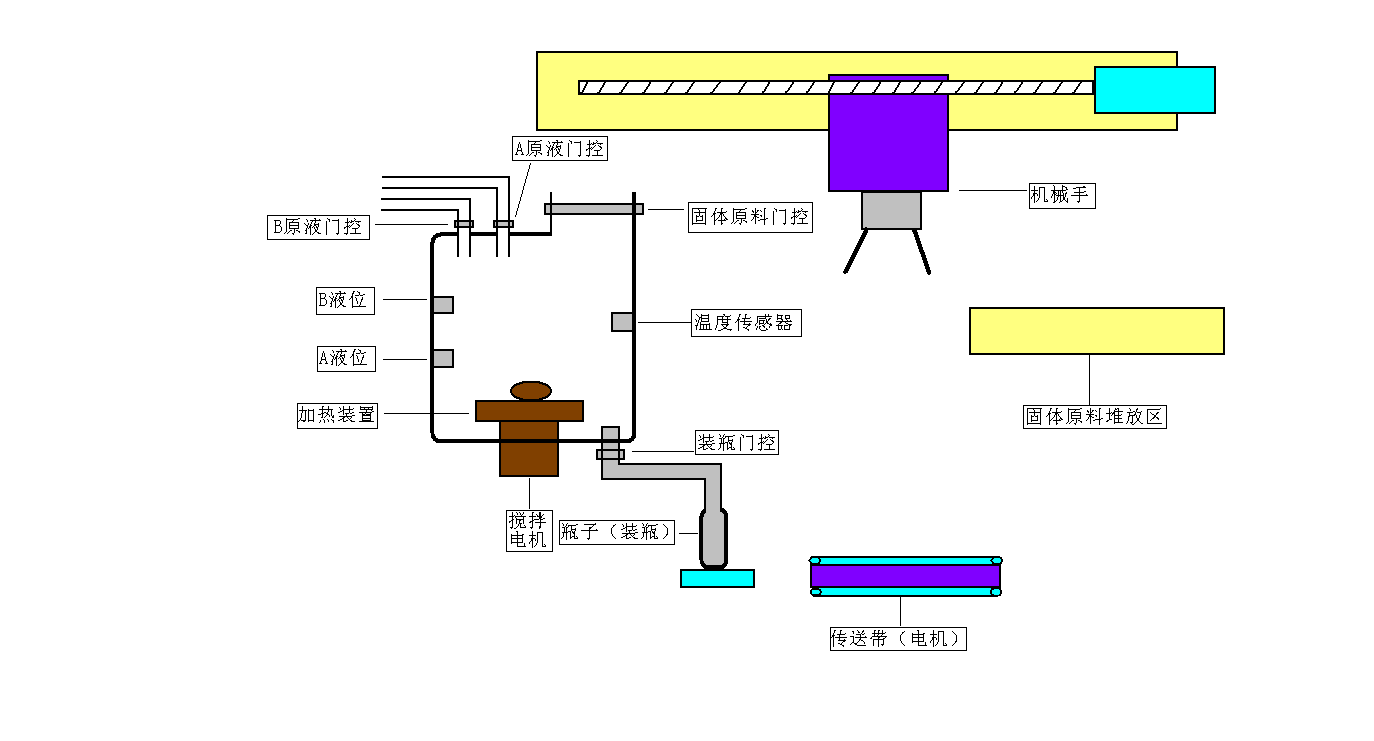 A原液门控
机械手
固体原料门控
B原液门控
B液位
温度传感器
A液位
加热装置
固体原料堆放区
装瓶门控
搅拌
电机
瓶子（装瓶）
传送带（电机）